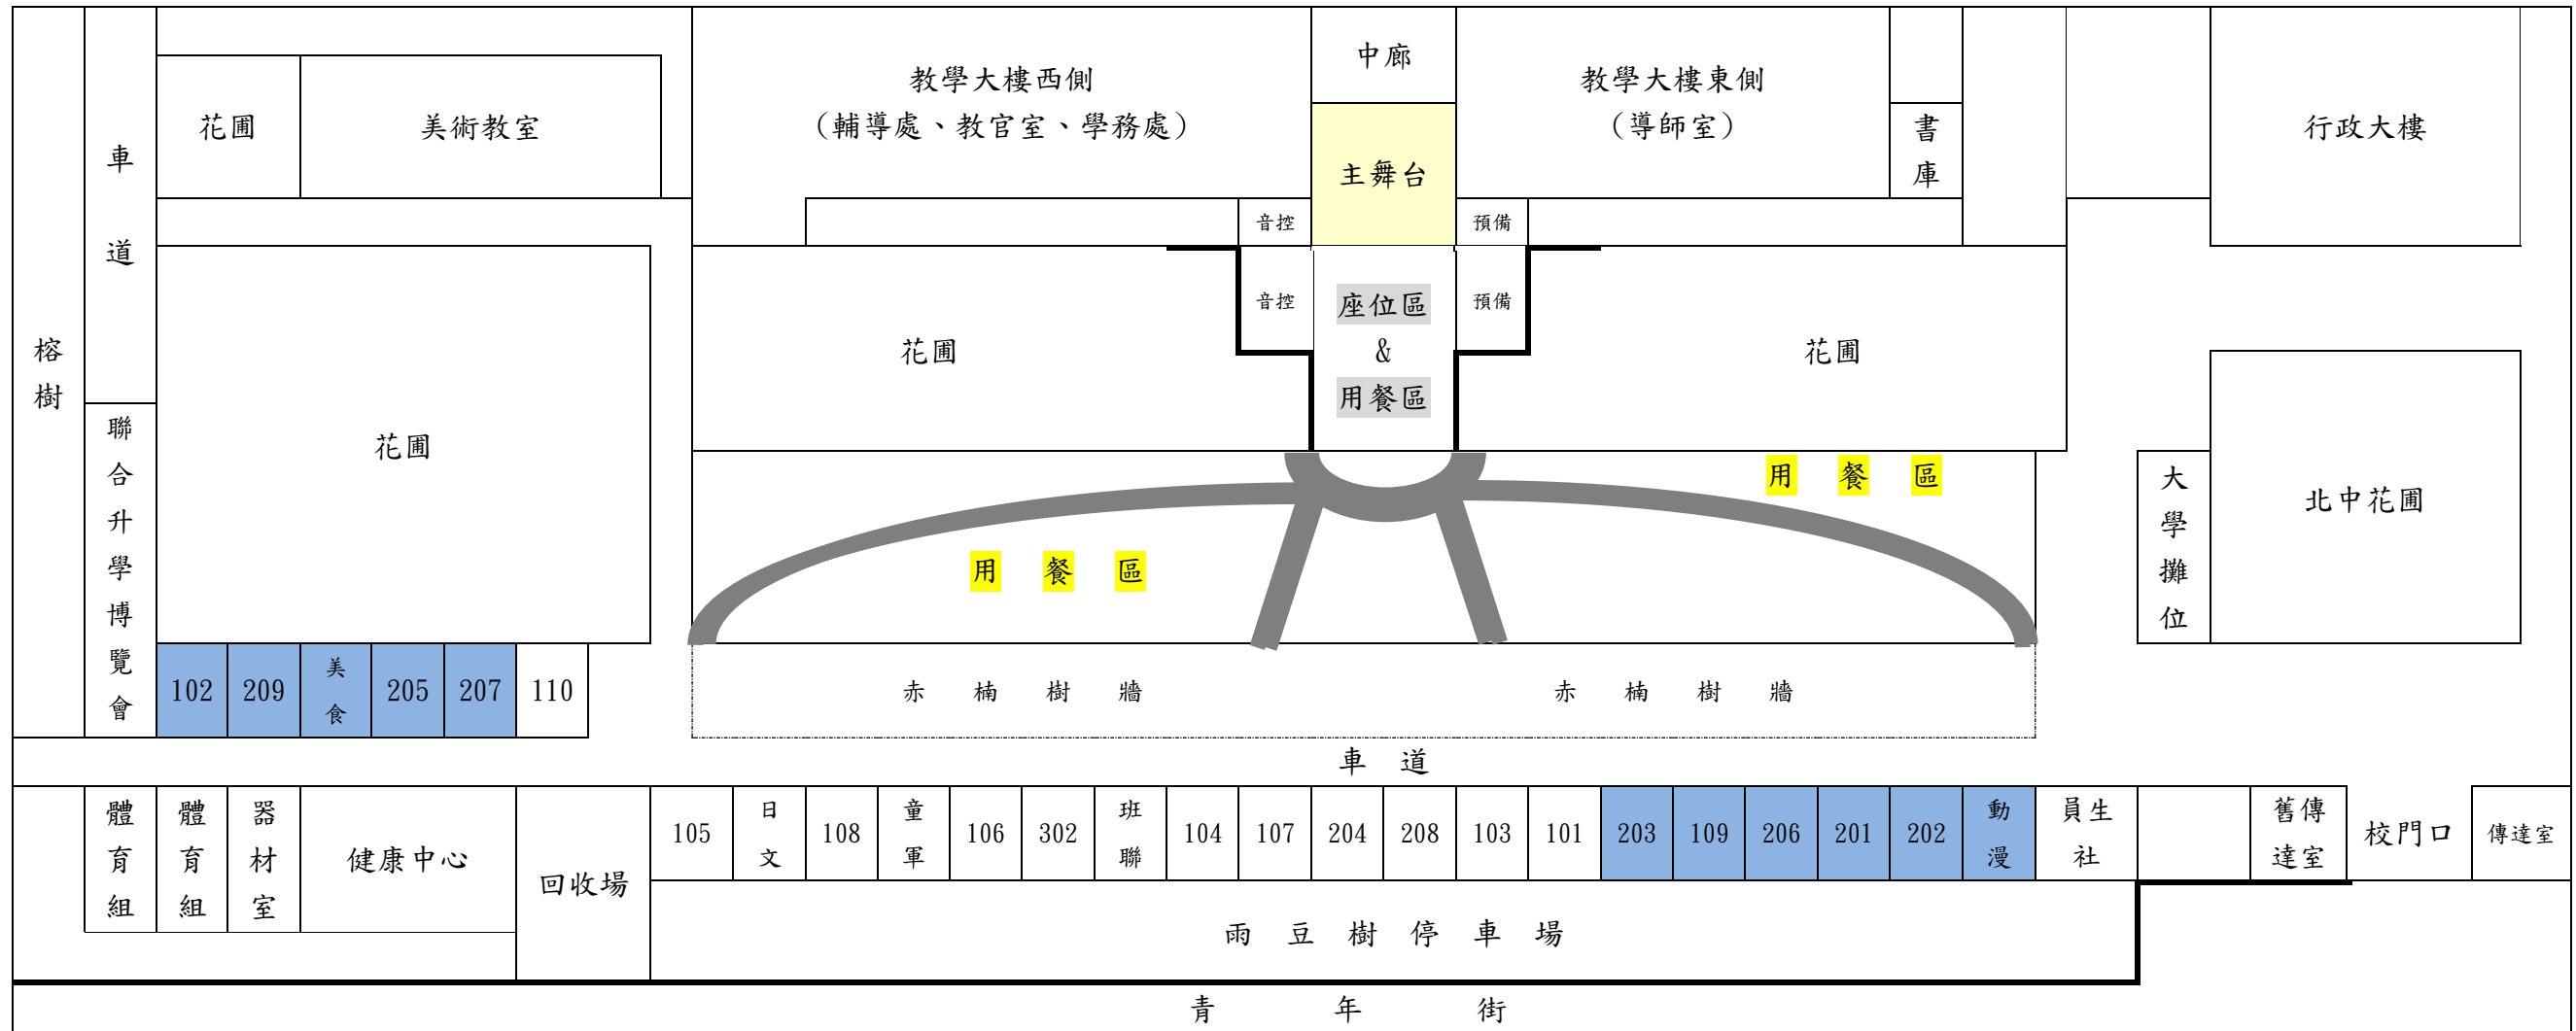 中廊
教學大樓西側
（輔導處、教官室、學務處）
教學大樓東側
（導師室）
花圃
美術教室
行政大樓
車道
書庫
主舞台
音控
預備
音控
預備
座位區
&
用餐區
榕樹
花圃
花圃
花圃
聯合升學博覽會
用餐區
大學攤位
北中花圃
用餐區
102
209
美食
205
207
110
赤楠樹牆
赤楠樹牆
車道
體育組
體育組
器材室
健康中心
回收場
105
日文
108
童軍
106
302
班聯
104
107
204
208
103
101
203
109
206
201
202
動漫
員生社
舊傳達室
校門口
傳達室
雨豆樹停車場
青年街